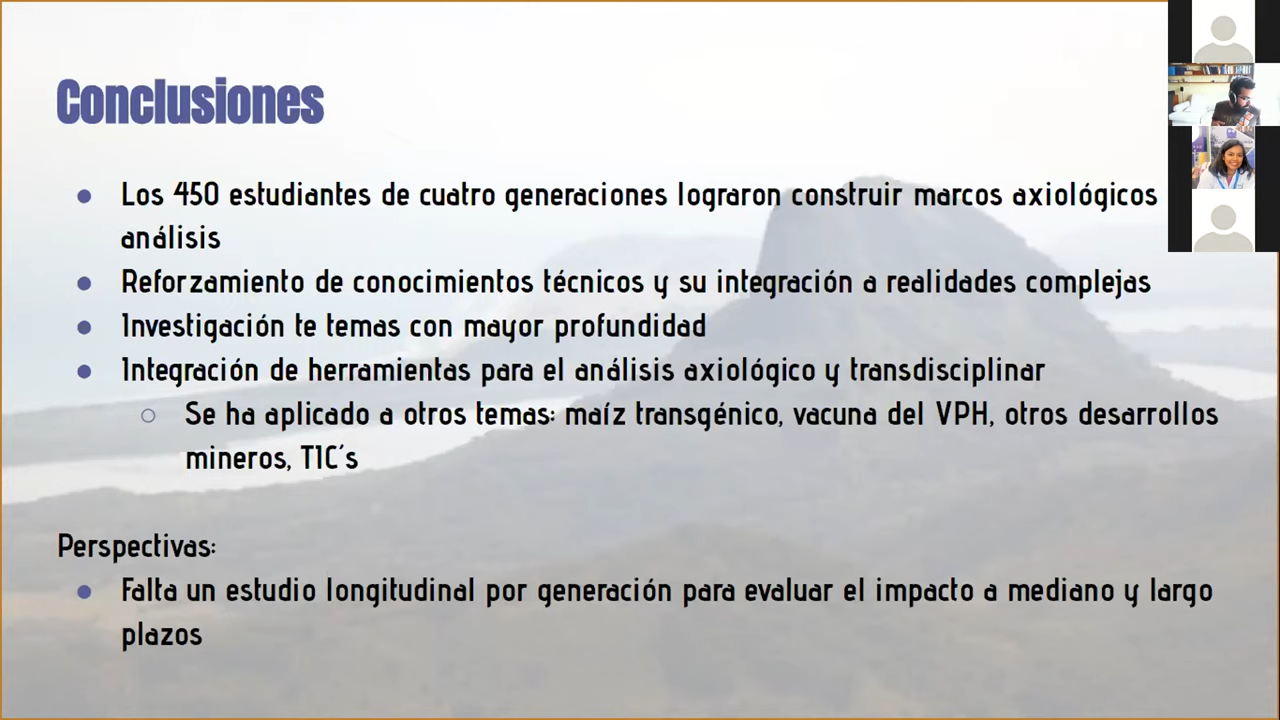 Conclusiones
Los 450 estudiantes de cuatro generaciones lograron construir marcos axiológicos
análisis
Reforzamiento de conocimientos técnicos y su integración a realidades complejas
Investigación te temas con mayor profundidad
Integración de herramientas para el análisis axiológico y transdisciplinar
Se ha aplicado a otros temas: maíz transgénico, vacuna del VPH, otros desarrollos
mineros, TIC´s
Perspectivas:
Falta un estudio longitudinal por generación para evaluar el impacto a mediano y largo
plazos